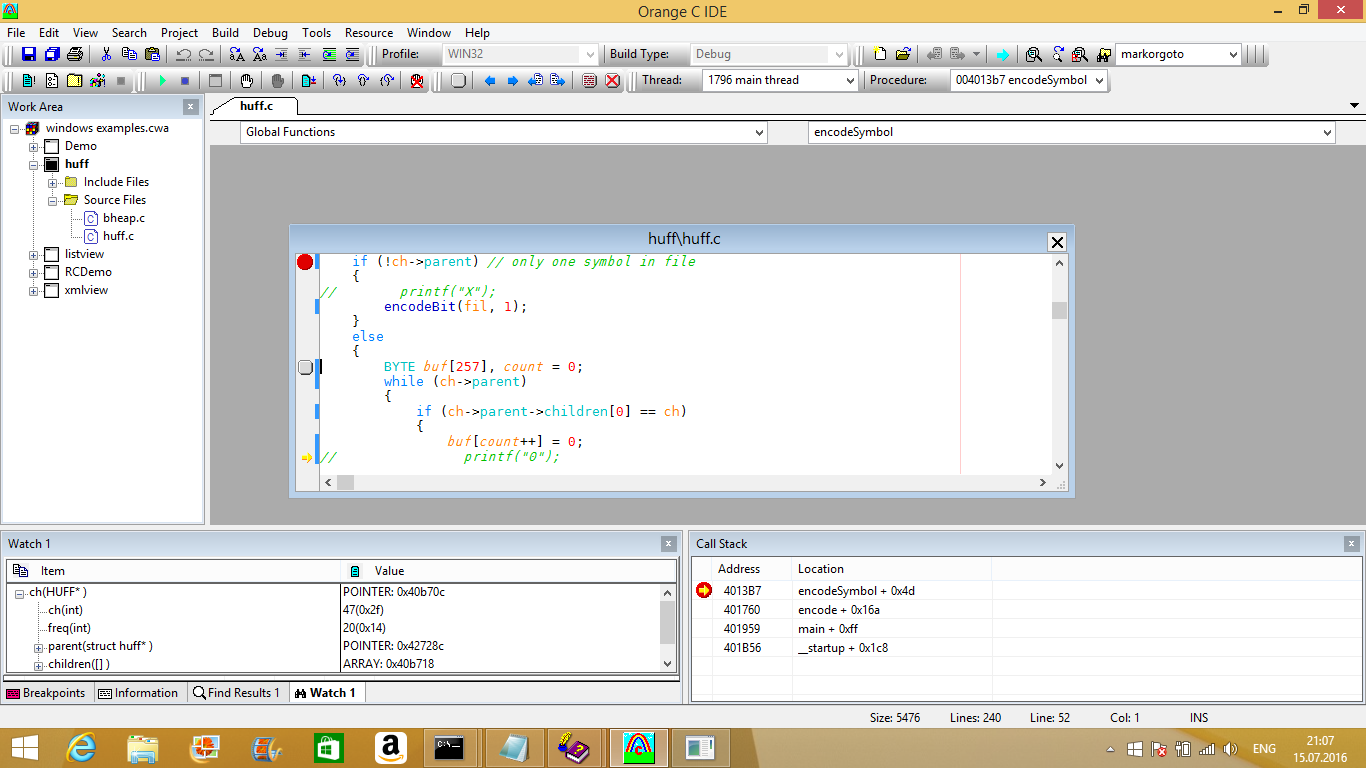 Orange C IDE
File Edit View Search Project Build Debug Tools Resource Window Help
Profile: WIN32 Build Type: Debug markorgoto
Thread: 1796 main thread Procedure: 004013b7 encodeSymbol
Work Area
huff.c
Global Functions encodeSymbol
windows examples.cwa
Demo
huff
Include Files
Source Files
bheap.c
huff.c
listview
RCDemo
xmlview
huff\huff.c
if (!ch->parent) // only one symbol in file
{
// printf("X");
encodeBit(fil, 1);
}
else
{
BYTE buf[257], count = 0;
while (ch->parent)
{
if (ch->parent->children[0] == ch)
{
buf[count++] = 0;
// printf("0");
Watch 1
Item Value
ch(HUFF* ) POINTER: 0x40b70c
ch(int) 47(0x2f)
freq(int) 20(0x14)
parent(struct huff* ) POINTER: 0x42728c
children([] ) ARRAY: 0x40b718
Breakpoints Information Find Results 1 Watch 1
Call Stack
Address Location
4013B7 encodeSymbol + 0x4d
401760 encode + 0x16a
401959 main + 0xff
401B56 __startup + 0x1c8
Size: 5476 Lines: 240 Line: 52 Col: 1 INS
ENG
21:07
15.07.2016